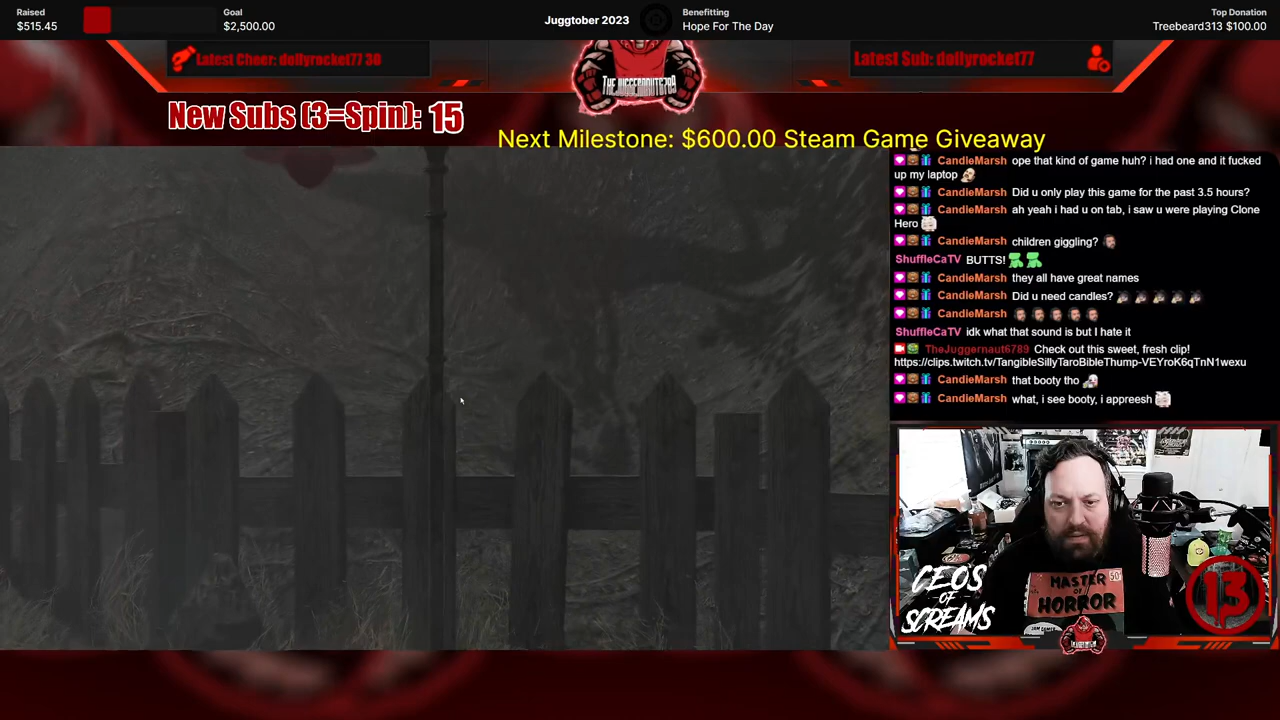 Raised
$515.45
Goal
$2,500.00
Juggtober 2023
Benefitting
Hope For The Day
Top Donation
Treebeard313 $100.00
Latest Cheer: dollyrocket77 30
THEJUGGERNAUT6789
Latest Sub: dollyrocket77
New Subs (3=Spin): 15
Next Milestone: $600.00 Steam Game Giveaway
CandieMarsh ope that kind of game huh? i had one and it fucked
up my laptop
CandieMarsh Did u only play this game for the past 3.5 hours?
CandieMarsh ah yeah i had u on tab, i saw u were playing Clone
Hero
CandieMarsh children giggling?
ShuffleCaTV BUTTS!
CandieMarsh they all have great names
CandieMarsh Did u need candles?
CandieMarsh
ShuffleCaTV idk what that sound is but I hate it
TheJuggernaut6789 Check out this sweet, fresh clip!
https://clips.twitch.tv/TangibleSillyTaroBibleThump-VEYroK6qTnN1wexu
CandieMarsh that booty tho
CandieMarsh what, i see booty, i appreesh
CEOS
OF
SCREAMS
MASTER
OF
HORROR
13